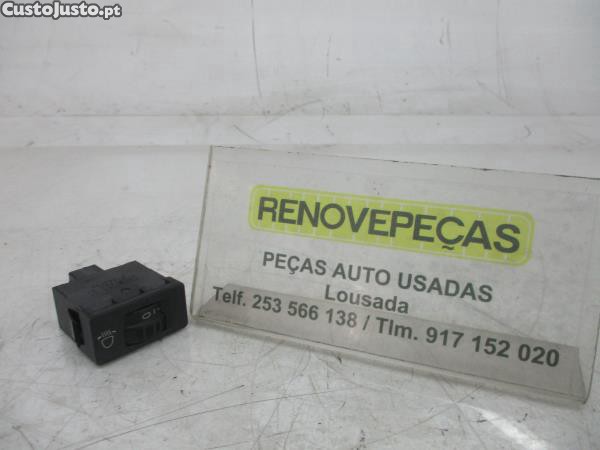 CustoJusto.pt
RENOVEPEÇAS
PEÇAS AUTO USADAS
Lousada
Telf. 253 566 138 / Tlm. 917 152 020